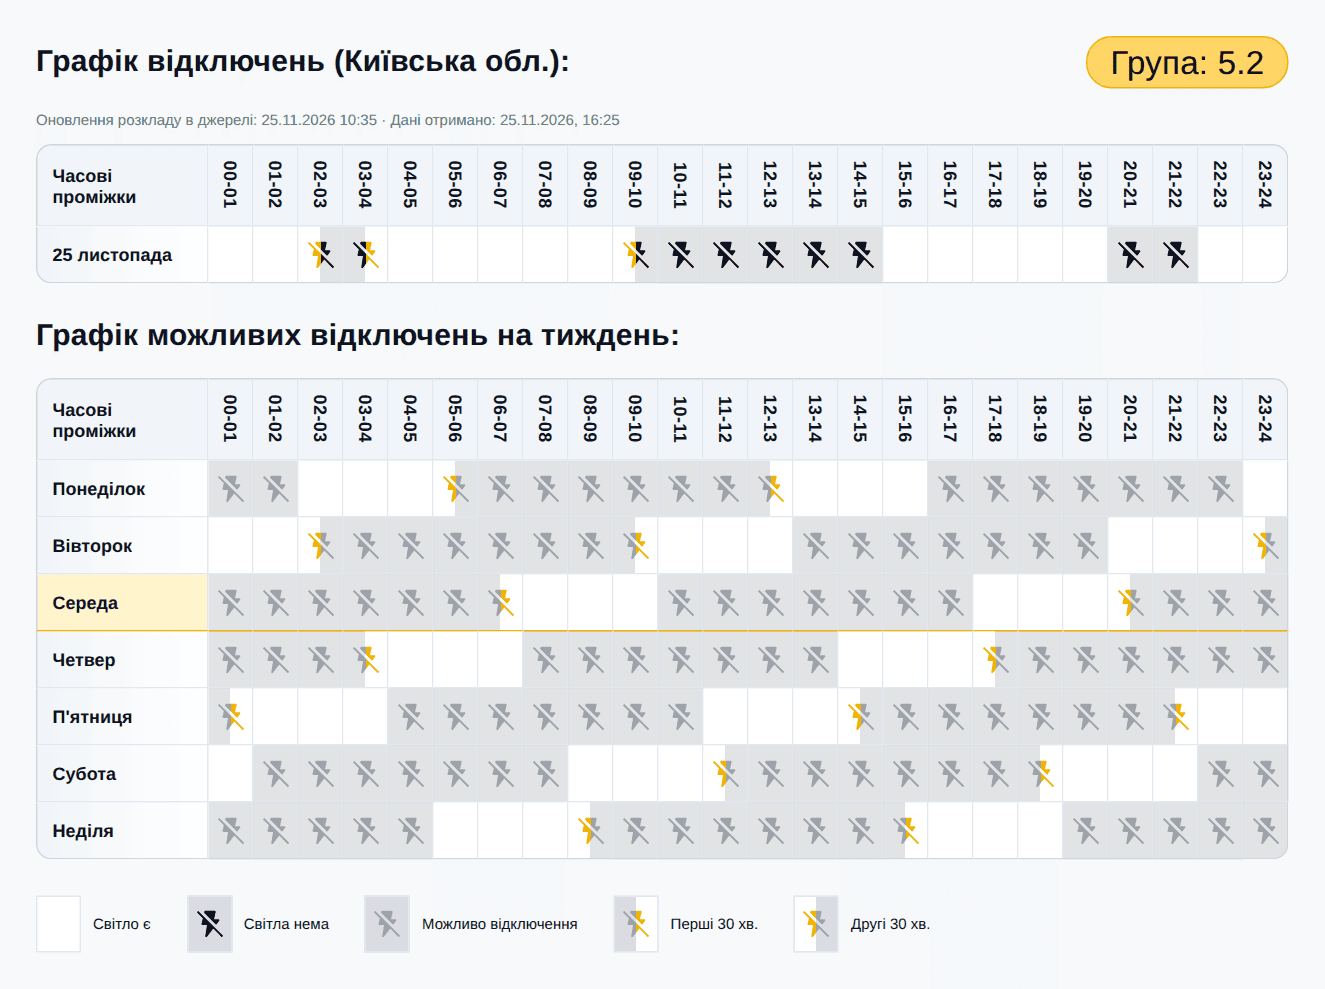 Графік відключень (Київська обл.):
Група: 5.2
Оновлення розкладу в джерелі: 25.11.2026 10:35 · Дані отримано: 25.11.2026, 16:25
Часові
проміжки
00-01 01-02 02-03 03-04 04-05 05-06 06-07 07-08 08-09 09-10 10-11 11-12 12-13 13-14 14-15 15-16 16-17 17-18 18-19 19-20 20-21 21-22 22-23 23-24
25 листопада
Графік можливих відключень на тиждень:
Часові
проміжки
00-01 01-02 02-03 03-04 04-05 05-06 06-07 07-08 08-09 09-10 10-11 11-12 12-13 13-14 14-15 15-16 16-17 17-18 18-19 19-20 20-21 21-22 22-23 23-24
Понеділок
Вівторок
Середа
Четвер
П'ятниця
Субота
Неділя
Світло є
Світла нема
Можливо відключення
Перші 30 хв.
Другі 30 хв.